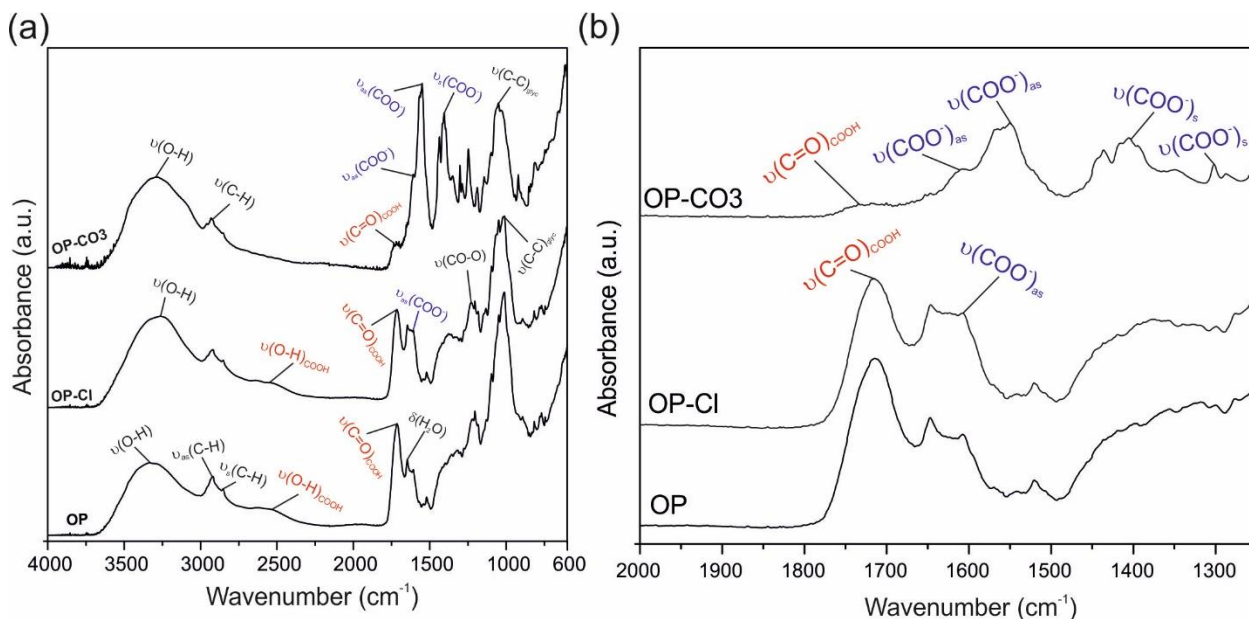 (a)
υas(COO-)
υs(COO-)
υ(C-C)glyc
υ(O-H)
υas(COO-)
υ(C-H)
υ(C=O)COOH
OP-CO3
υ(C-C)glyc
υ(CO-O)
υ(O-H)
υas(COO-)
υ(C=O)COOH
υ(O-H)COOH
OP-Cl
υ(O-H)
υas(C-H)
υs(C-H)
υ(C=O)COOH
δ(H2O)
υ(O-H)COOH
OP
Absorbance (a.u.)
4000 3500 3000 2500 2000 1500 1000 600
Wavenumber (cm-1)
(b)
υ(COO-)as
υ(COO-)s
υ(COO-)as
υ(C=O)COOH
υ(COO-)s
OP-CO3
υ(C=O)COOH
υ(COO-)as
OP-Cl
OP
Absorbance (a.u.)
2000 1900 1800 1700 1600 1500 1400 1300
Wavenumber (cm-1)